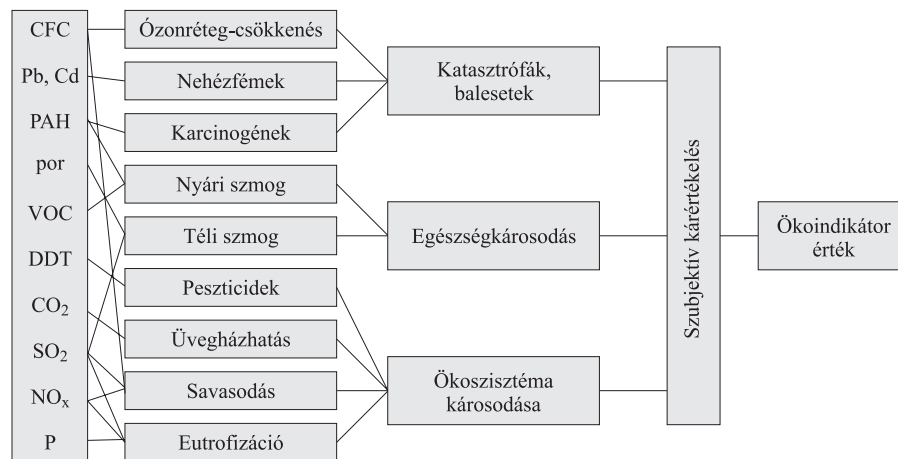 CFC
Pb, Cd
PAH
por
VOC
DDT
CO₂
SO₂
NOₓ
P
Ózonréteg-csökkenés
Nehézfémek
Karcinogének
Nyári szmog
Téli szmog
Peszticidek
Üvegházhatás
Savasodás
Eutrofizáció
Katasztrófák,
balesetek
Egészségkárosodás
Ökoszisztéma
károsodása
Szubjektív kárértékelés
Ökoindikátor
érték